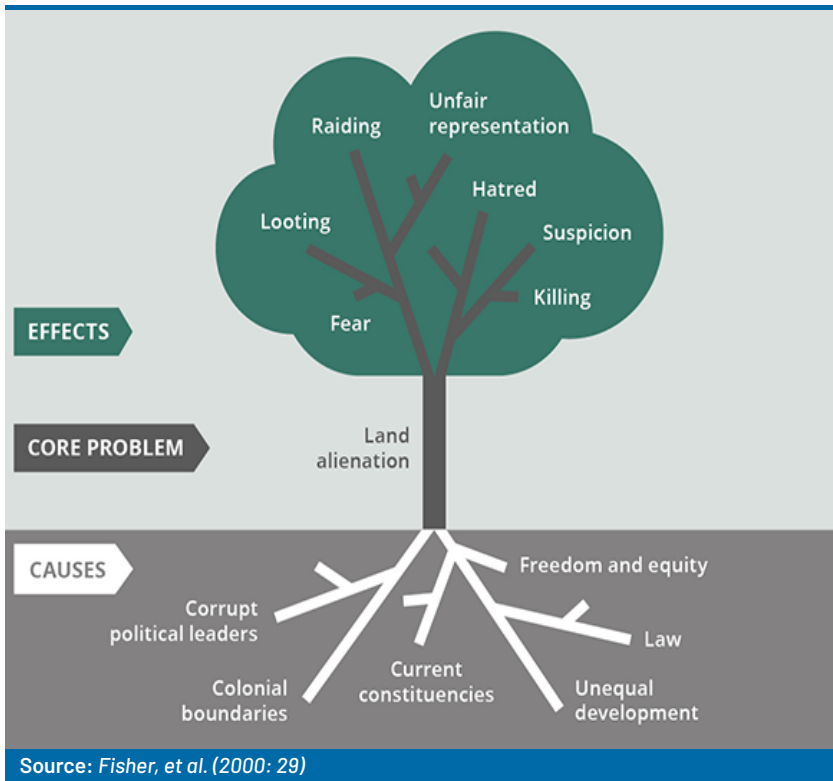 Unfair
representation
Raiding
Hatred
Looting
Suspicion
Killing
Fear
EFFECTS
CORE PROBLEM
Land
alienation
CAUSES
Freedom and equity
Corrupt
political leaders
Law
Current
constituencies
Colonial
boundaries
Unequal
development
Source: Fisher, et al. (2000: 29)